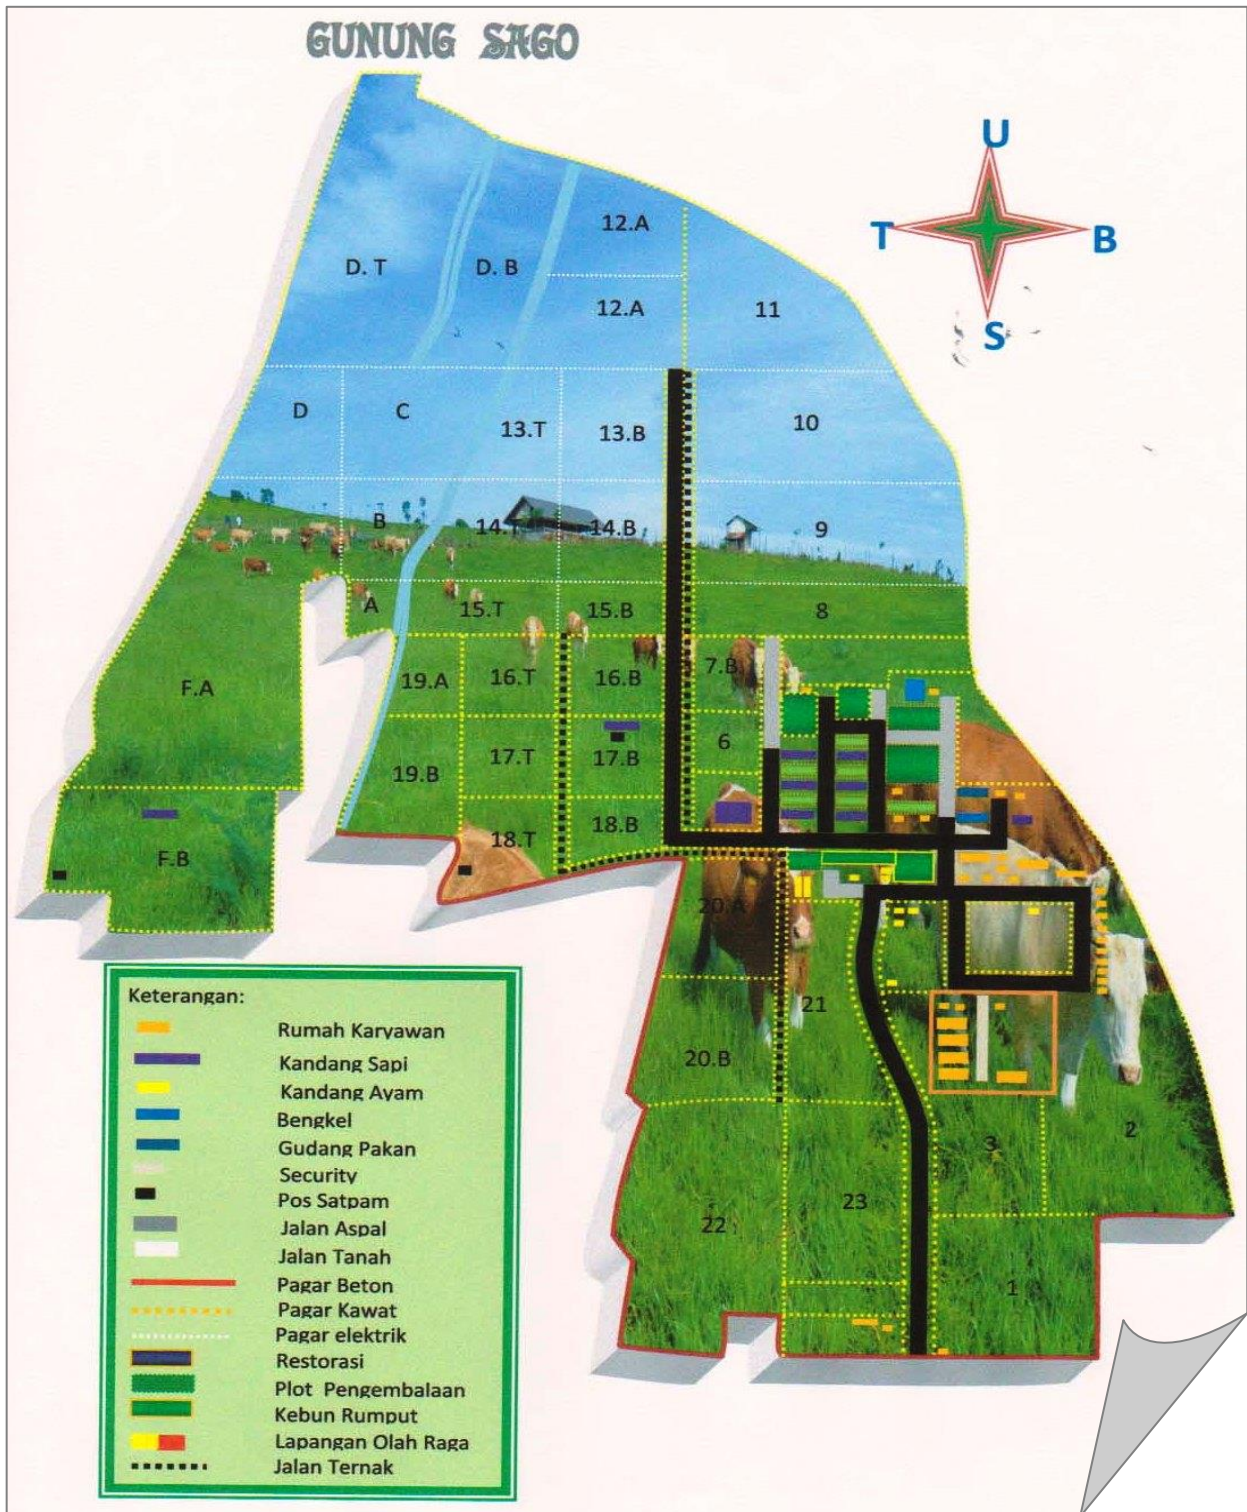 GUNUNG SAGO
U
T
B
S
12.A
D. T
D. B
12.A
11
D
C
13.T
13.B
10
B
14.T
14.B
9
A
15.T
15.B
8
7.B
19.A
16.T
16.B
F.A
6
17.T
17.B
19.B
18.T
18.B
F.B
20.A
21
20.B
3
2
23
22
1
Keterangan:
Rumah Karyawan
Kandang Sapi
Kandang Ayam
Bengkel
Gudang Pakan
Security
Pos Satpam
Jalan Aspal
Jalan Tanah
Pagar Beton
Pagar Kawat
Pagar elektrik
Restorasi
Plot Pengembalaan
Kebun Rumput
Lapangan Olah Raga
Jalan Ternak